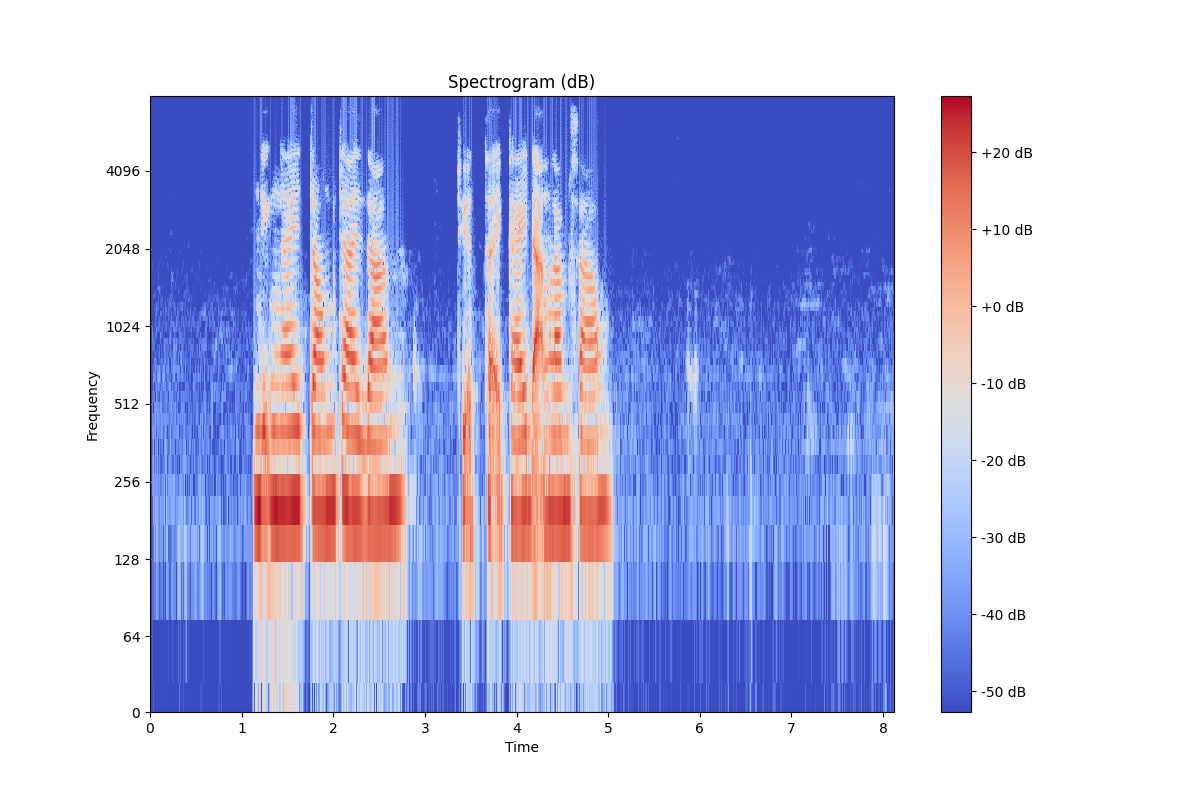 Spectrogram (dB)
Frequency
4096
2048
1024
512
256
128
64
0
0 1 2 3 4 5 6 7 8
Time
+20 dB
+10 dB
+0 dB
-10 dB
-20 dB
-30 dB
-40 dB
-50 dB